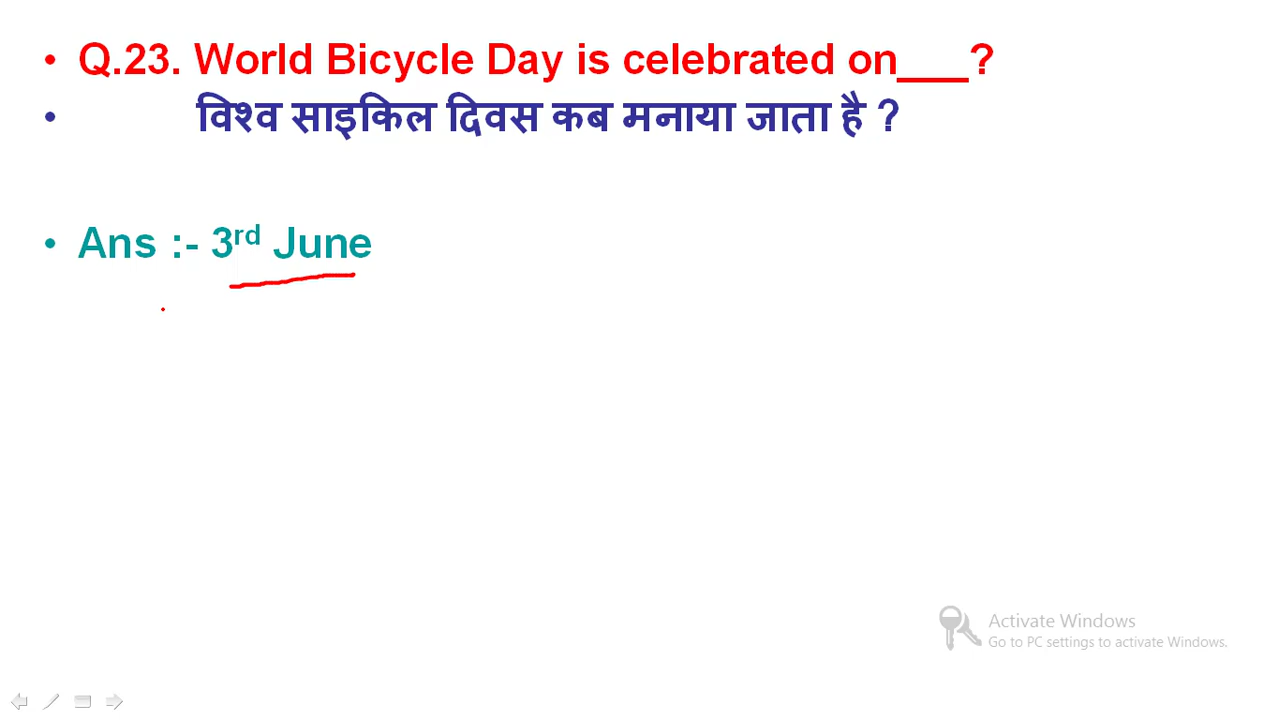 • Q.23. World Bicycle Day is celebrated on___?
• विश्व साइकिल दिवस कब मनाया जाता है ?
• Ans :- 3rd June
Activate Windows
Go to PC settings to activate Windows.